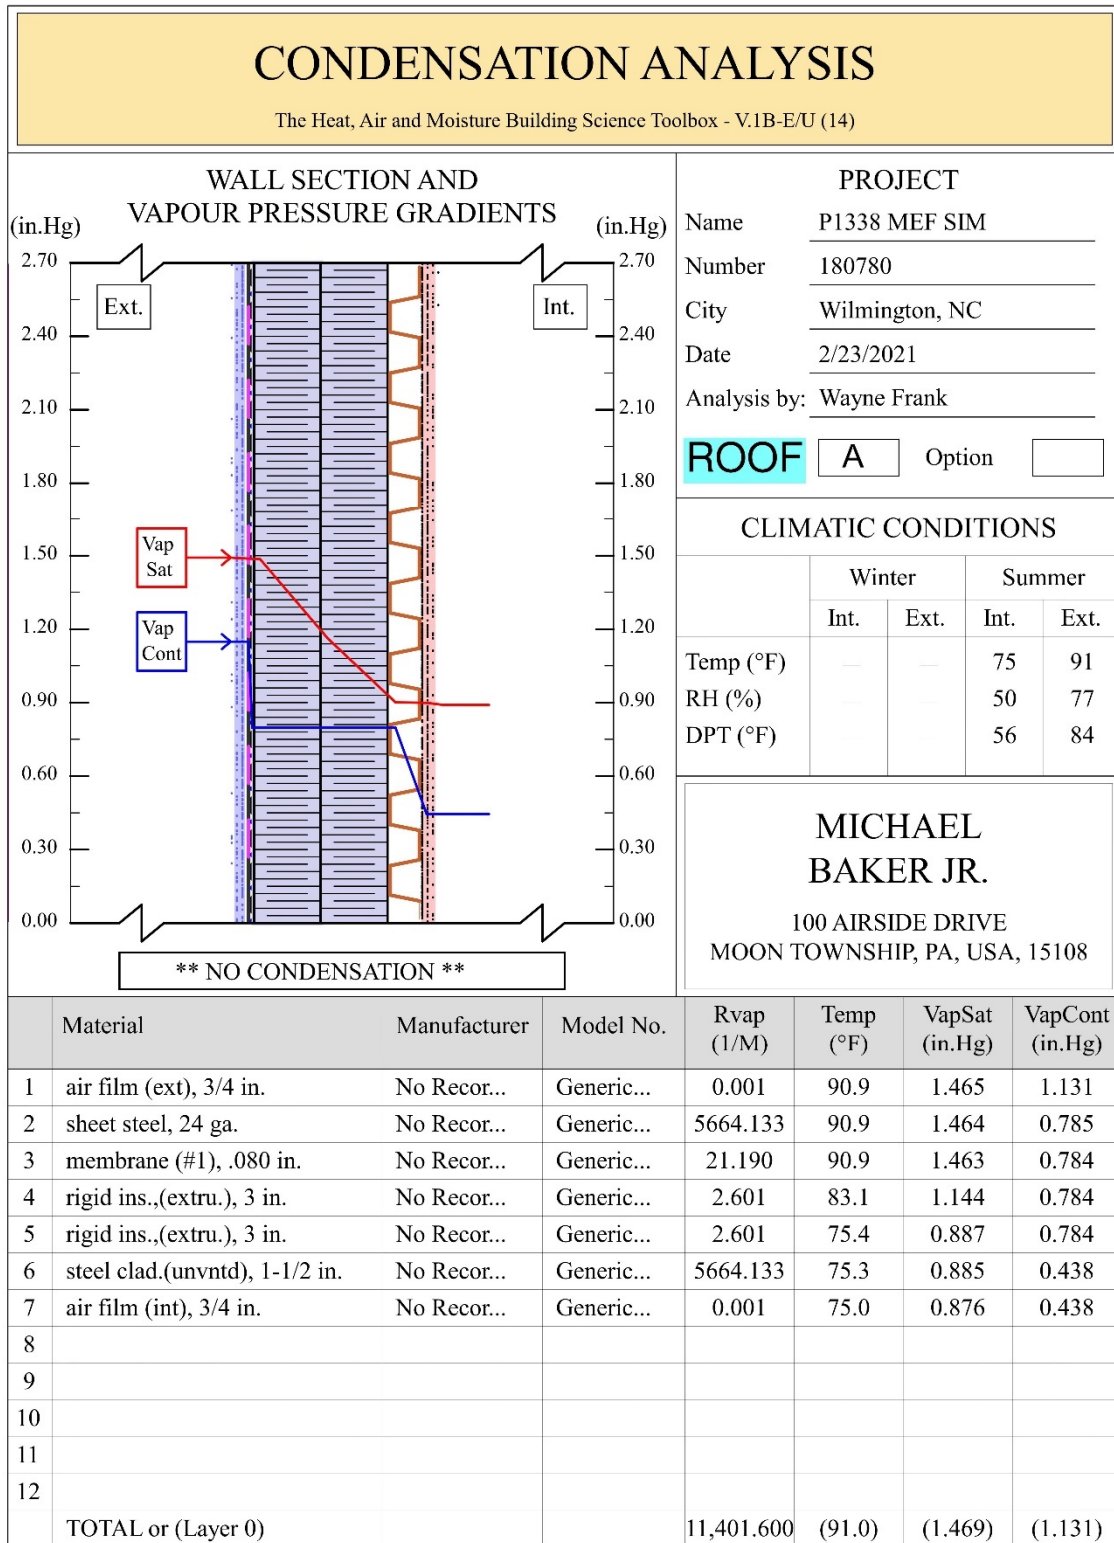 CONDENSATION ANALYSIS
The Heat, Air and Moisture Building Science Toolbox - V.1B-E/U (14)
WALL SECTION AND
VAPOUR PRESSURE GRADIENTS
(in.Hg)
(in.Hg)
2.70
2.40
2.10
1.80
1.50
1.20
0.90
0.60
0.30
0.00
Ext.
Int.
Vap
Sat
Vap
Cont
2.70
2.40
2.10
1.80
1.50
1.20
0.90
0.60
0.30
0.00
** NO CONDENSATION **
PROJECT
Name P1338 MEF SIM
Number 180780
City Wilmington, NC
Date 2/23/2021
Analysis by: Wayne Frank
ROOF A Option
CLIMATIC CONDITIONS
Winter Summer
Int. Ext. Int. Ext.
Temp (°F) — — 75 91
RH (%) — — 50 77
DPT (°F) 56 84
MICHAEL
BAKER JR.
100 AIRSIDE DRIVE
MOON TOWNSHIP, PA, USA, 15108
Material Manufacturer Model No. Rvap (1/M) Temp (°F) VapSat (in.Hg) VapCont (in.Hg)
1 air film (ext), 3/4 in. No Recor... Generic... 0.001 90.9 1.465 1.131
2 sheet steel, 24 ga. No Recor... Generic... 5664.133 90.9 1.464 0.785
3 membrane (#1), .080 in. No Recor... Generic... 21.190 90.9 1.463 0.784
4 rigid ins.,(extru.), 3 in. No Recor... Generic... 2.601 83.1 1.144 0.784
5 rigid ins.,(extru.), 3 in. No Recor... Generic... 2.601 75.4 0.887 0.784
6 steel clad.(unvntd), 1-1/2 in. No Recor... Generic... 5664.133 75.3 0.885 0.438
7 air film (int), 3/4 in. No Recor... Generic... 0.001 75.0 0.876 0.438
8
9
10
11
12
TOTAL or (Layer 0) 11,401.600 (91.0) (1.469) (1.131)